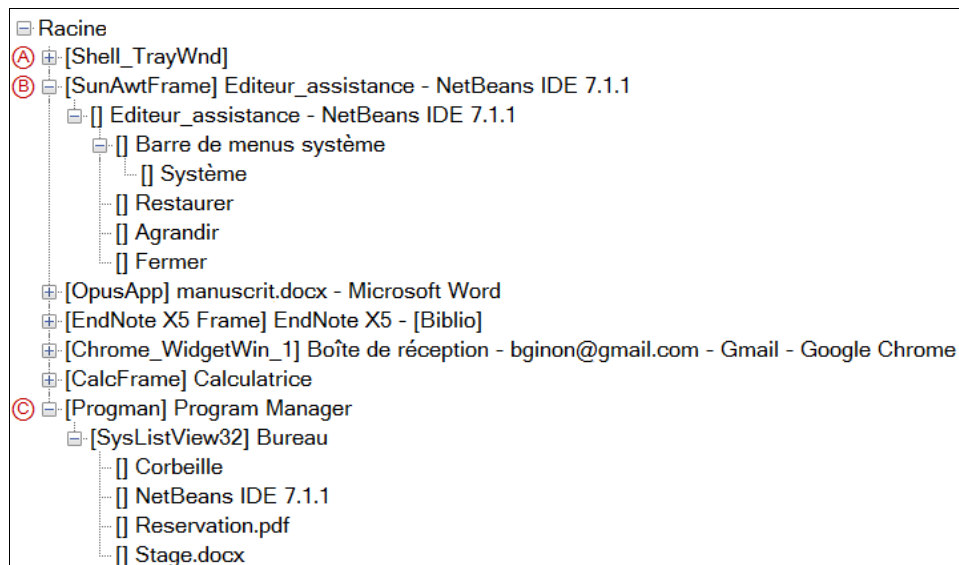 Racine
A [Shell_TrayWnd]
B [SunAwtFrame] Editeur_assistance - NetBeans IDE 7.1.1
[] Editeur_assistance - NetBeans IDE 7.1.1
[] Barre de menus système
[] Système
[] Restaurer
[] Agrandir
[] Fermer
[OpusApp] manuscrit.docx - Microsoft Word
[EndNote X5 Frame] EndNote X5 - [Biblio]
[Chrome_WidgetWin_1] Boîte de réception - bginon@gmail.com - Gmail - Google Chrome
[CalcFrame] Calculatrice
C [Progman] Program Manager
[SysListView32] Bureau
[] Corbeille
[] NetBeans IDE 7.1.1
[] Reservation.pdf
[] Stage.docx